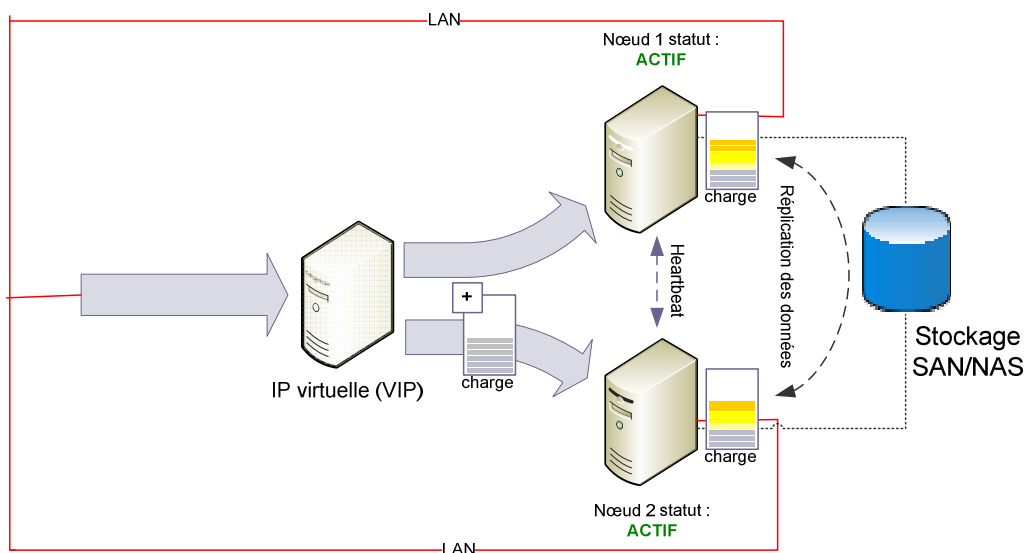 LAN
Nœud 1 statut :
ACTIF
charge
Réplication des données
Heartbeat
+
charge
IP virtuelle (VIP)
Stockage
SAN/NAS
charge
Nœud 2 statut :
ACTIF
LAN